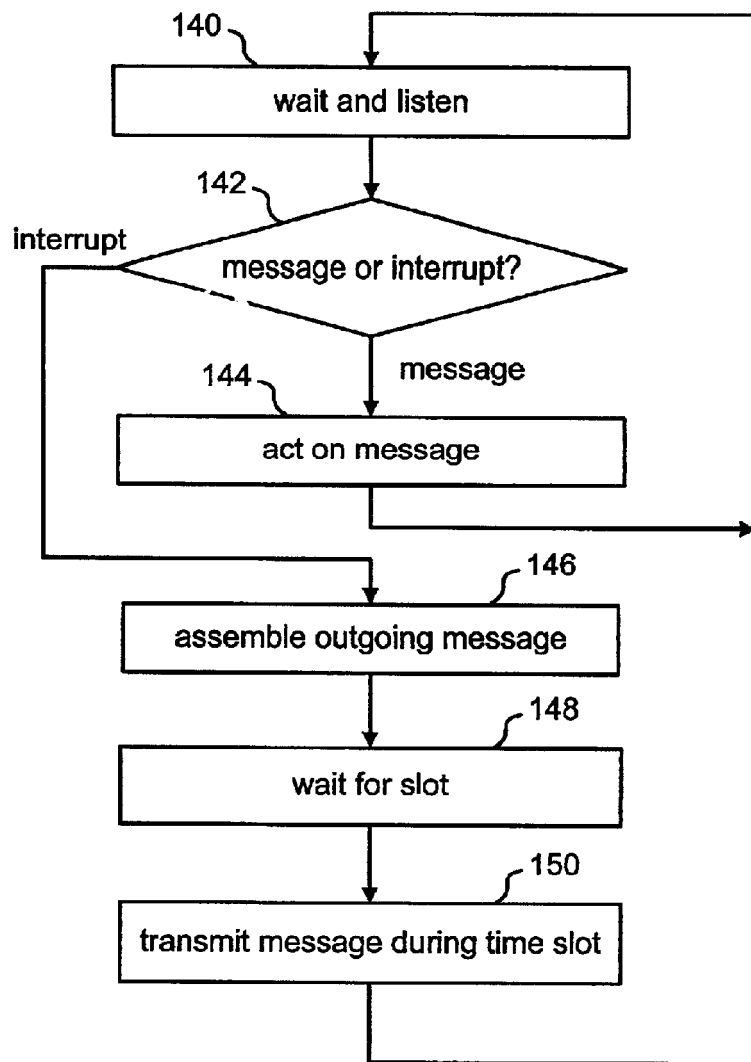 140
wait and listen
142
interrupt
message or interrupt?
message
144
act on message
146
assemble outgoing message
148
wait for slot
150
transmit message during time slot